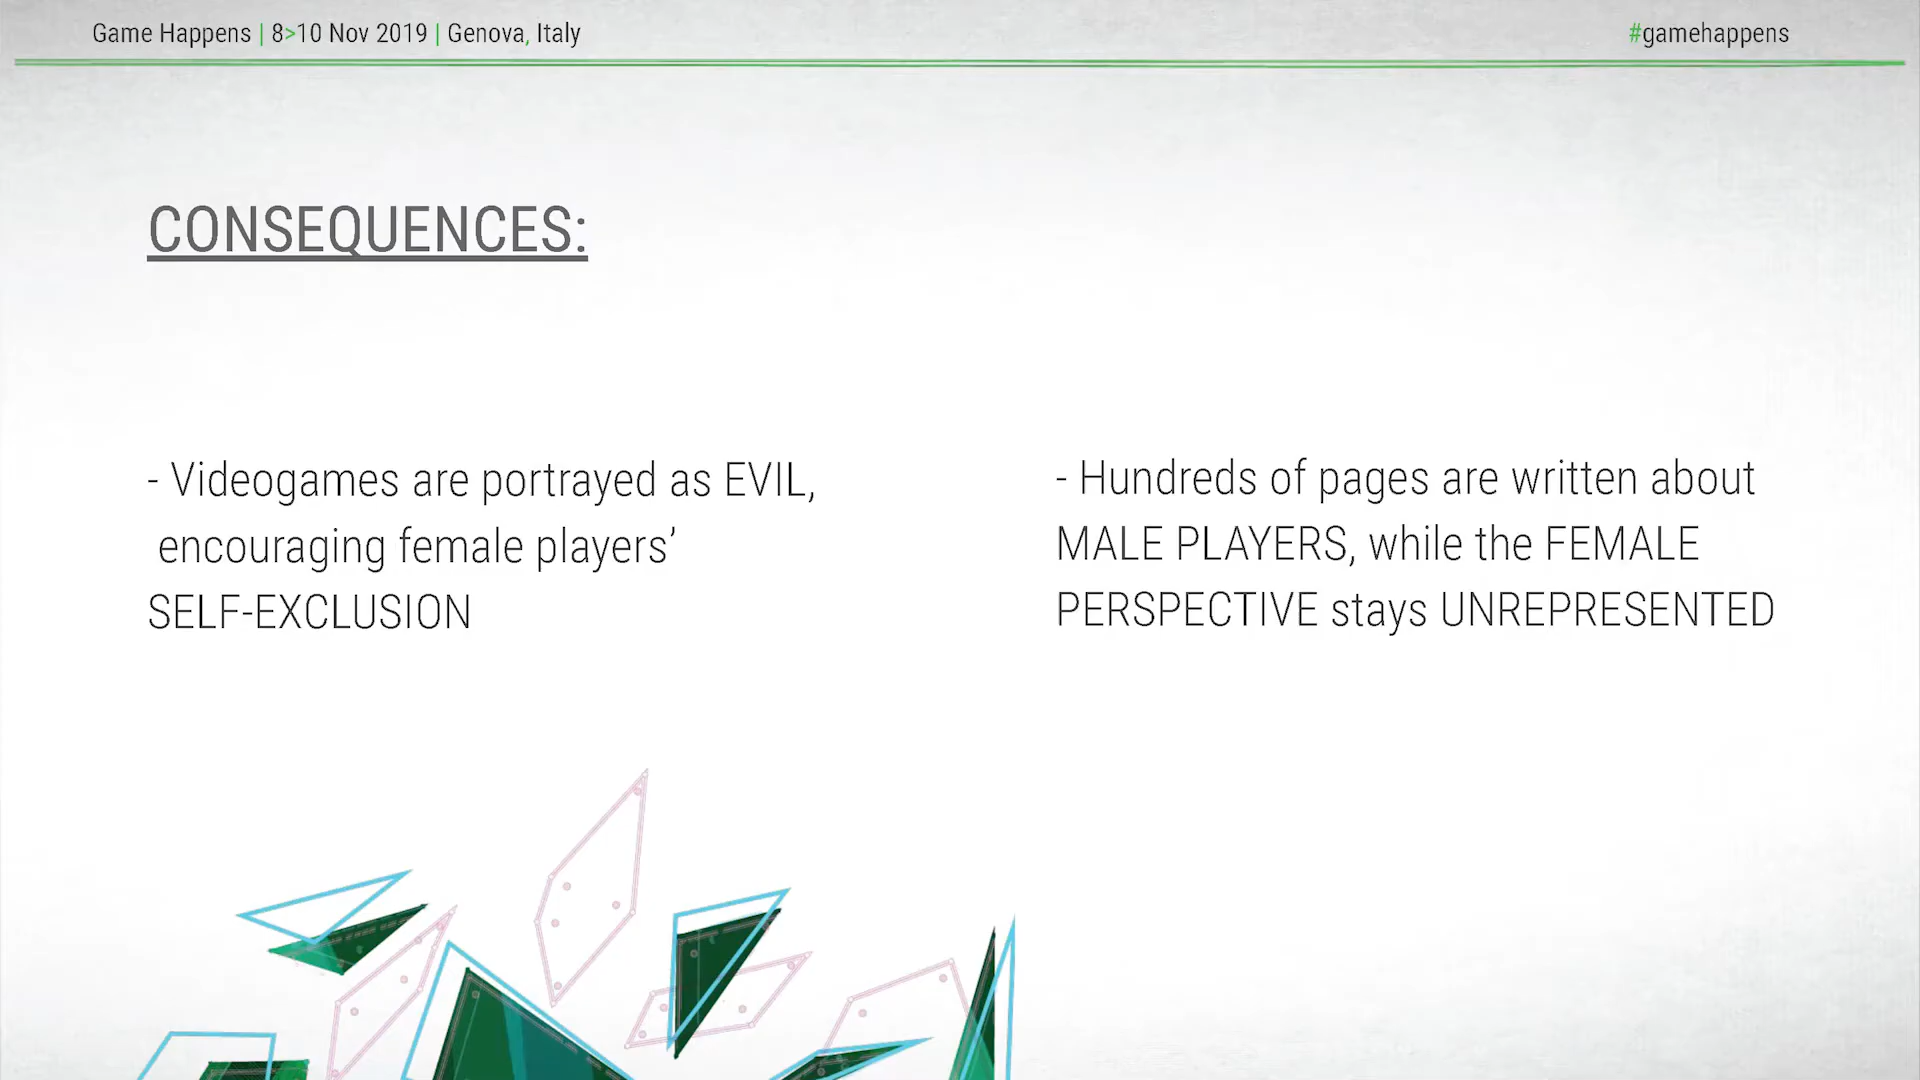 Game Happens | 8>10 Nov 2019 | Genova, Italy
#gamehappens
CONSEQUENCES:
- Videogames are portrayed as EVIL,
encouraging female players’
SELF-EXCLUSION
- Hundreds of pages are written about
MALE PLAYERS, while the FEMALE
PERSPECTIVE stays UNREPRESENTED